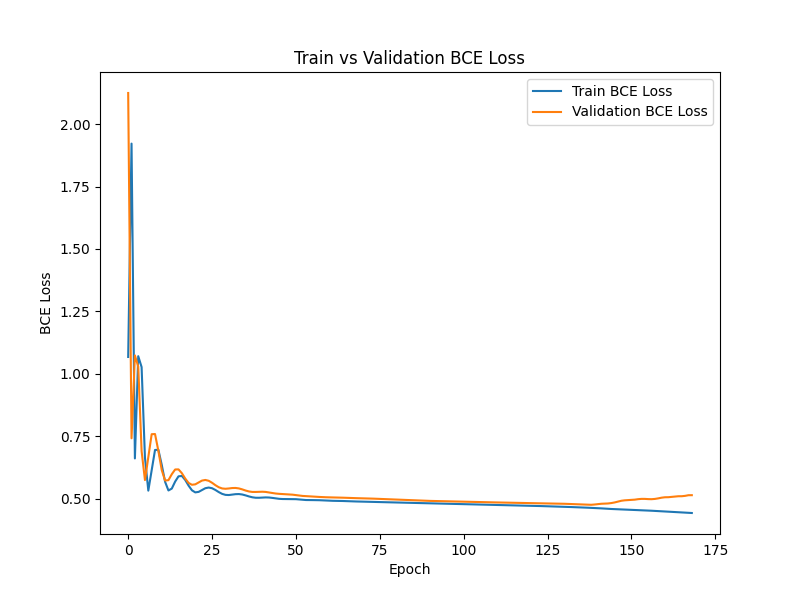 Train vs Validation BCE Loss
Train BCE Loss
Validation BCE Loss
BCE Loss
2.00
1.75
1.50
1.25
1.00
0.75
0.50
0 25 50 75 100 125 150 175
Epoch